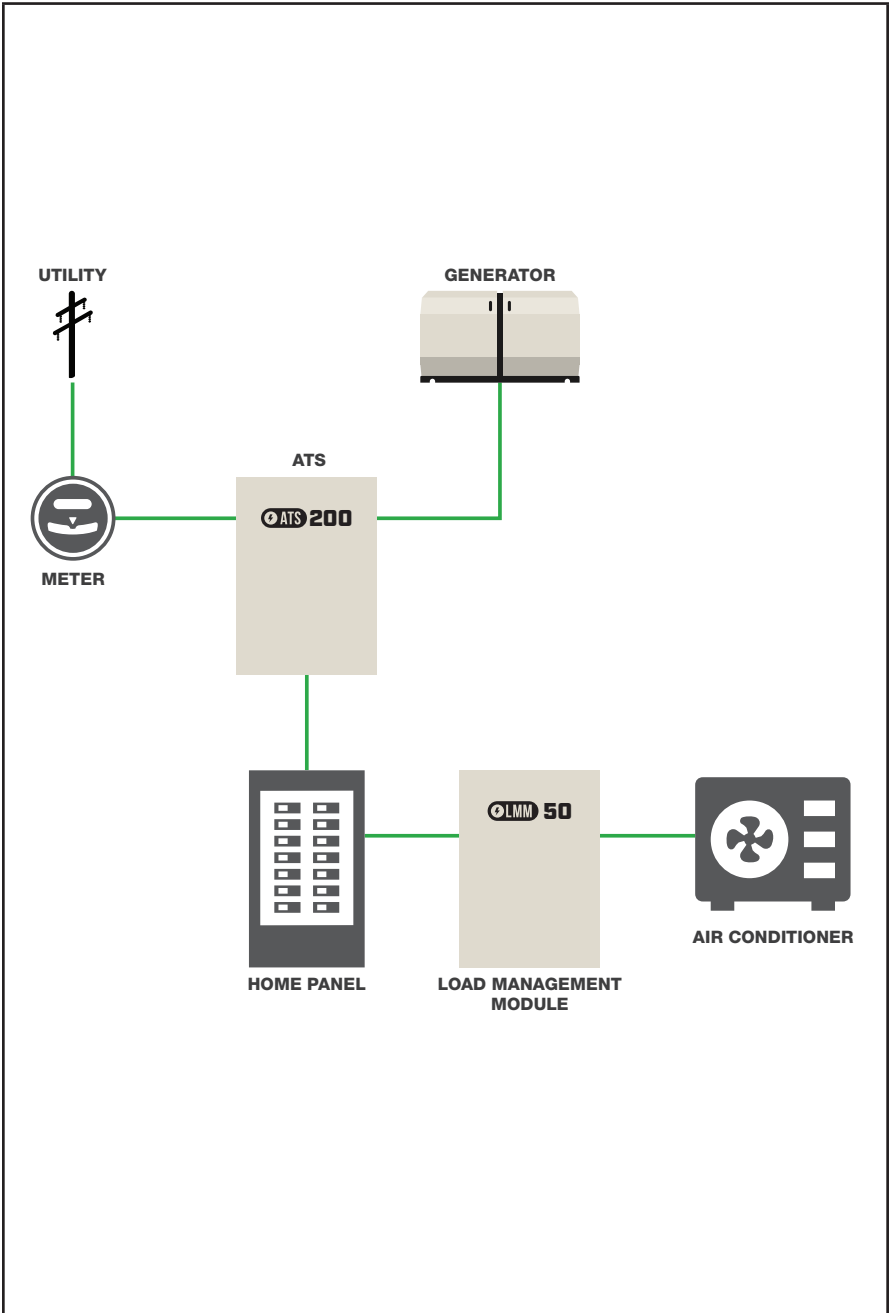 UTILITY
GENERATOR
ATS
ATS 200
METER
LMM 50
AIR CONDITIONER
HOME PANEL
LOAD MANAGEMENT
MODULE